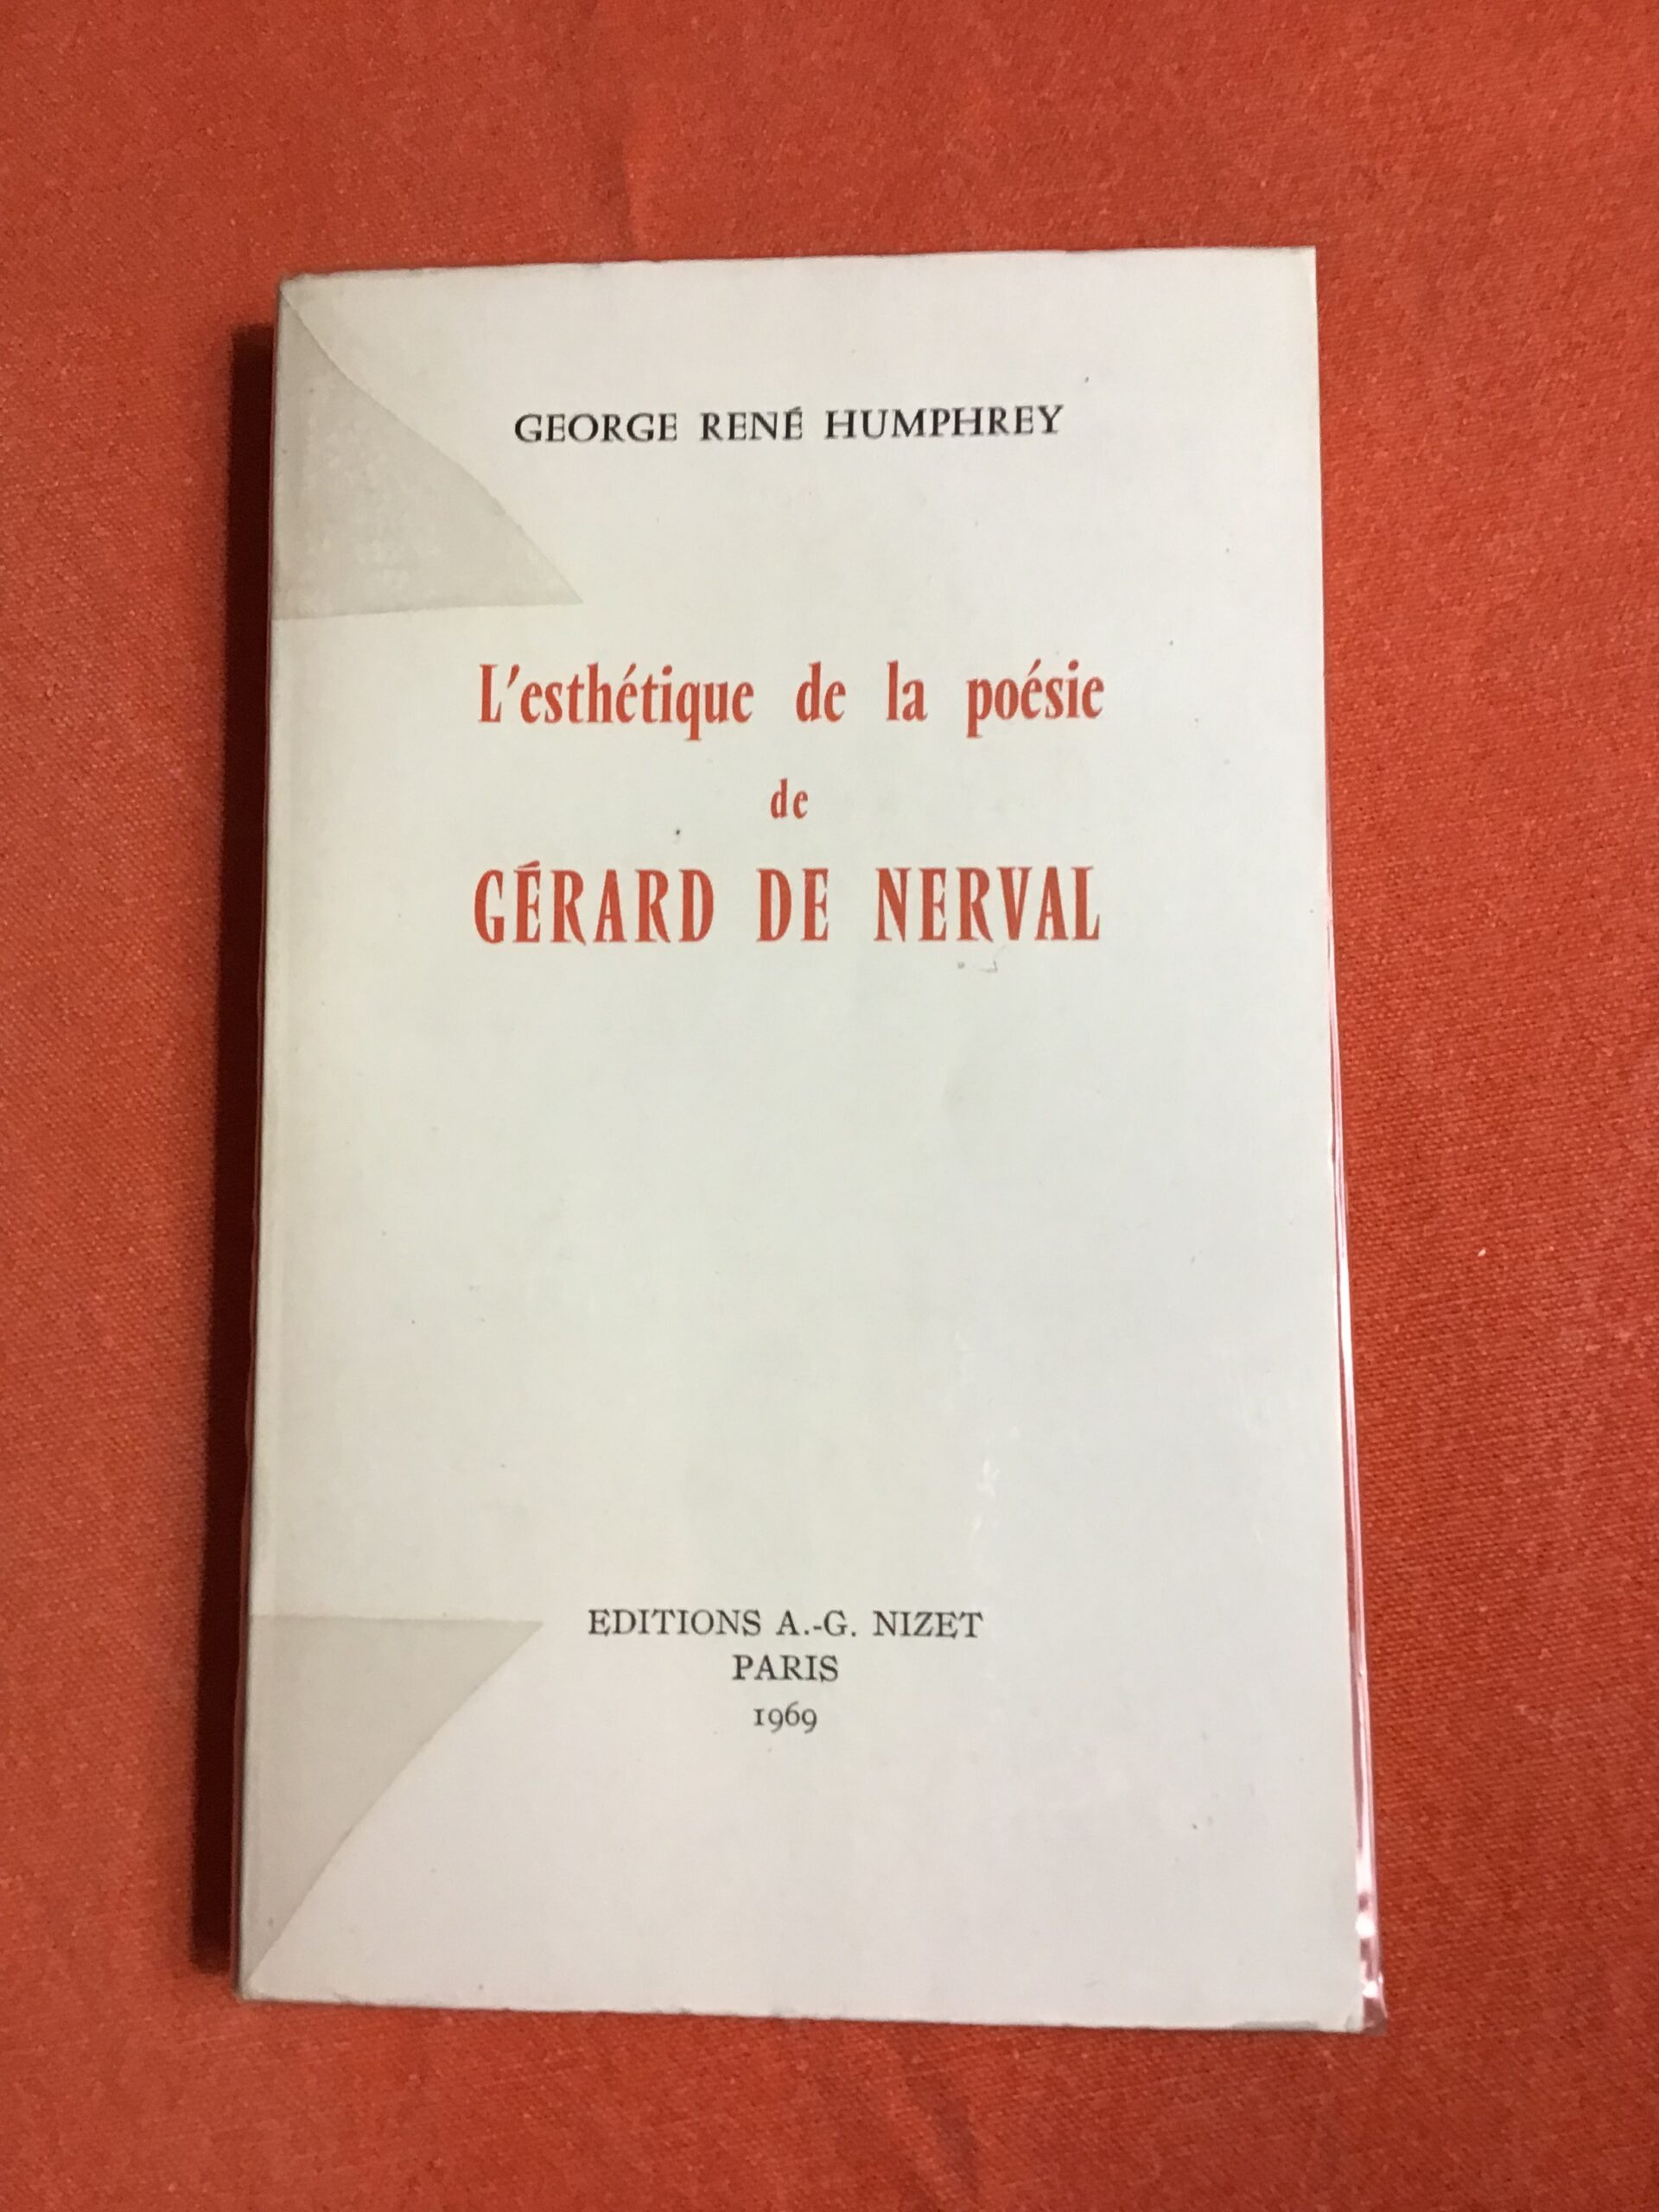 GEORGE RENÉ HUMPHREY
L'esthétique de la poésie
de
GÉRARD DE NERVAL
EDITIONS A.-G. NIZET
PARIS
1969